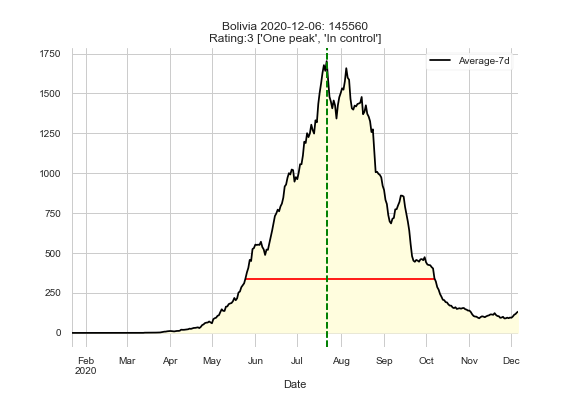 Bolivia 2020-12-06: 145560
Rating:3 ['One peak', 'In control']
Average-7d
1750
1500
1250
1000
750
500
250
0
Feb Mar Apr May Jun Jul Aug Sep Oct Nov Dec
2020
Date